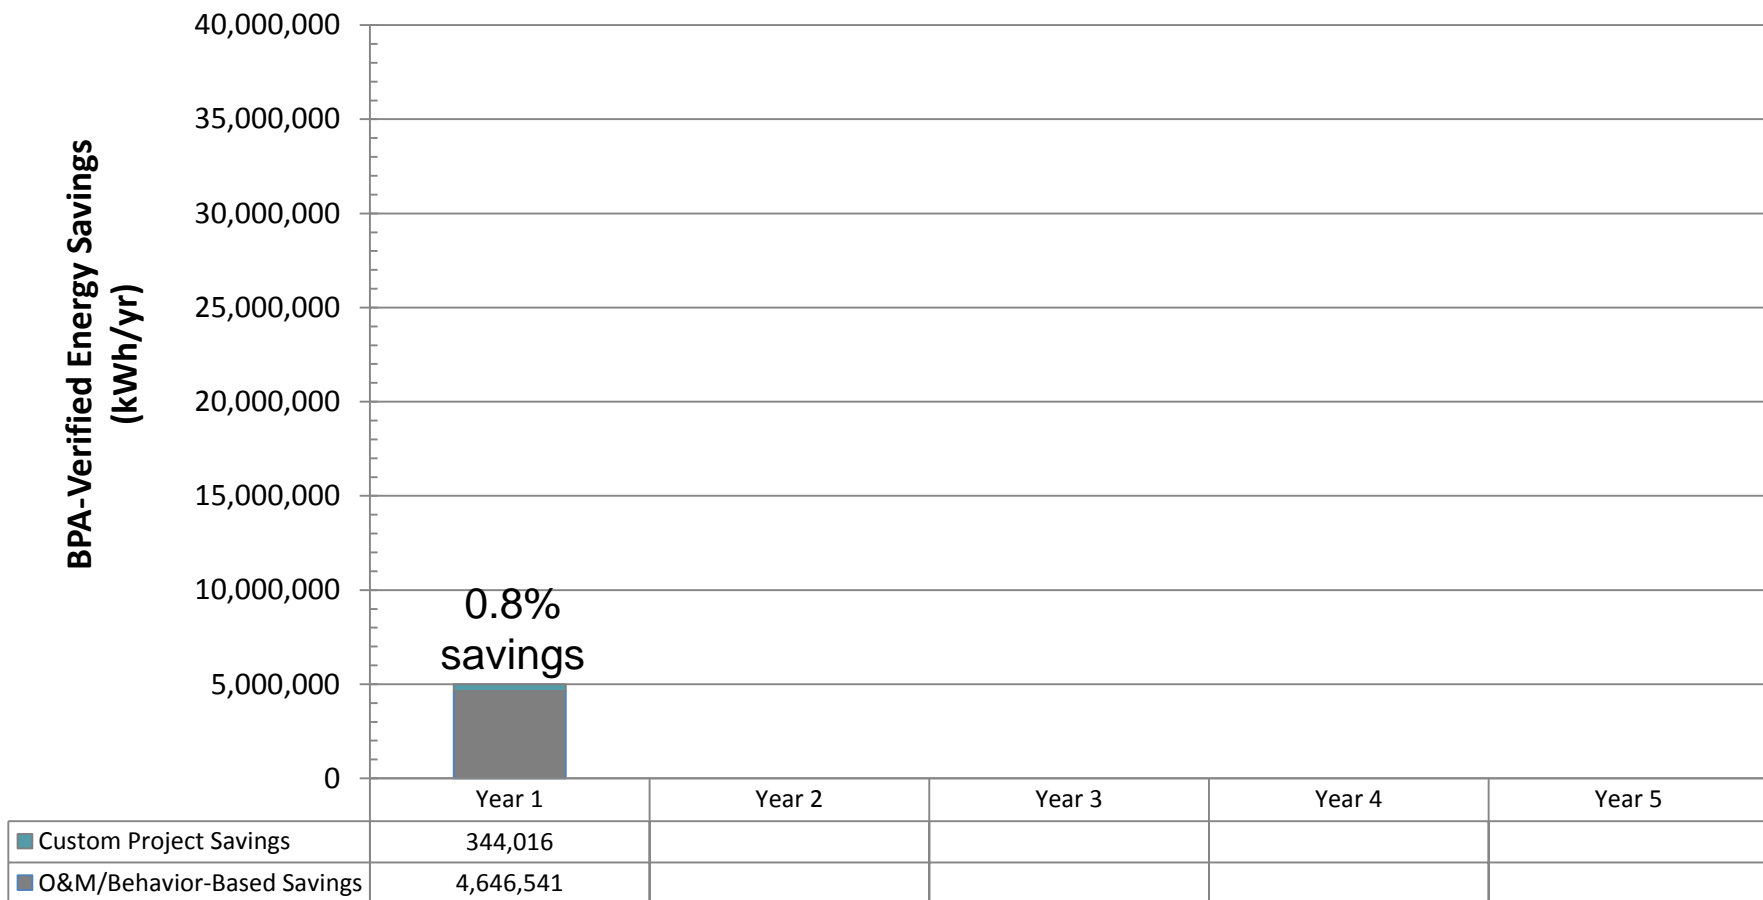 BPA-Verified Energy Savings
(kWh/yr)
40,000,000
35,000,000
30,000,000
25,000,000
20,000,000
15,000,000
10,000,000
5,000,000
0
0.8%
savings
Year 1 Year 2 Year 3 Year 4 Year 5
Custom Project Savings 344,016
O&M/Behavior-Based Savings 4,646,541